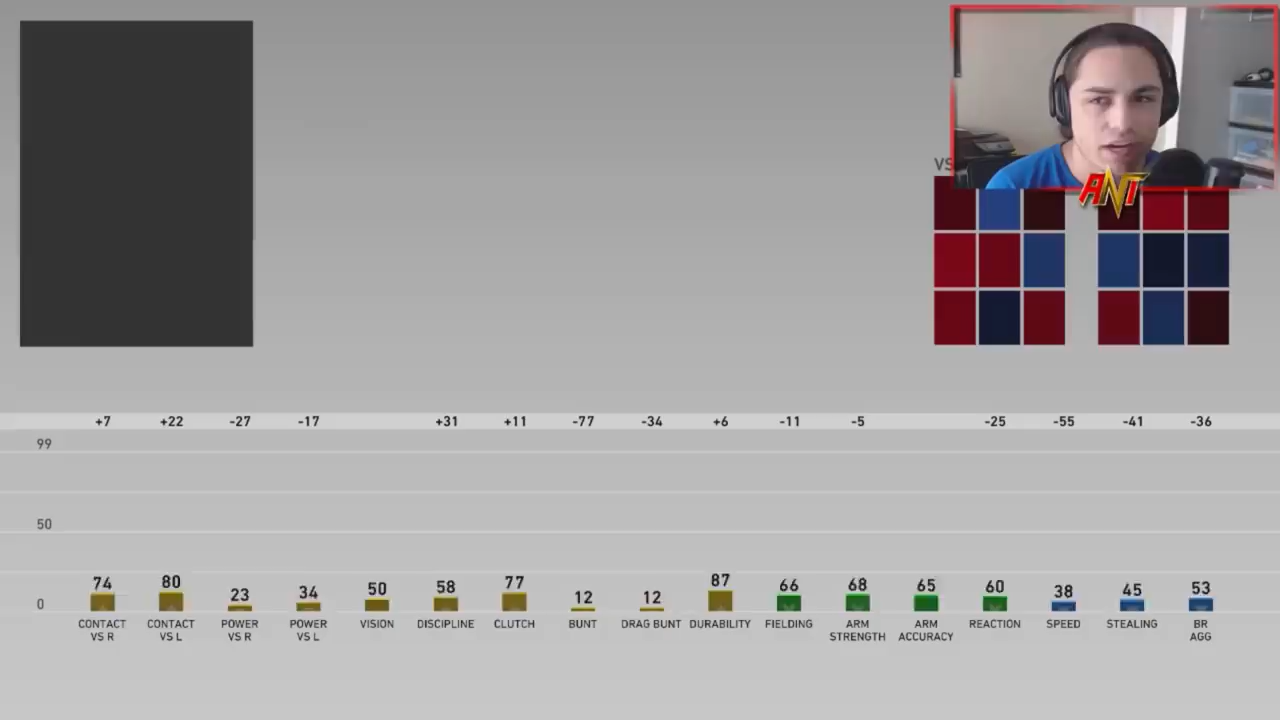 VS
ANT
+7 +22 -27 -17 +31 +11 -77 -34 +6 -11 -5 -25 -55 -41 -36
99
50
0
74 80 23 34 50 58 77 12 12 87 66 68 65 60 38 45 53
CONTACT VS R
CONTACT VS L
POWER VS R
POWER VS L
VISION
DISCIPLINE
CLUTCH
BUNT
DRAG BUNT
DURABILITY
FIELDING
ARM STRENGTH
ARM ACCURACY
REACTION
SPEED
STEALING
BR AGG